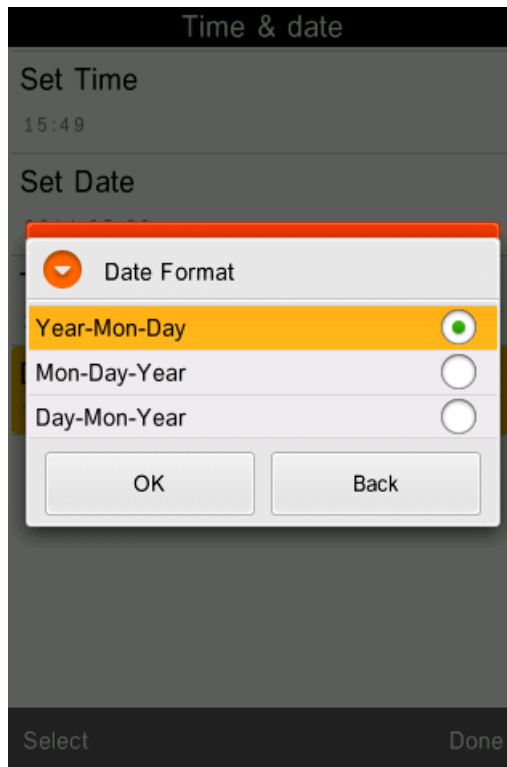 Time & date
Set Time
15:49
Set Date
Date Format
Year-Mon-Day
Mon-Day-Year
Day-Mon-Year
OK
Back
Select
Done